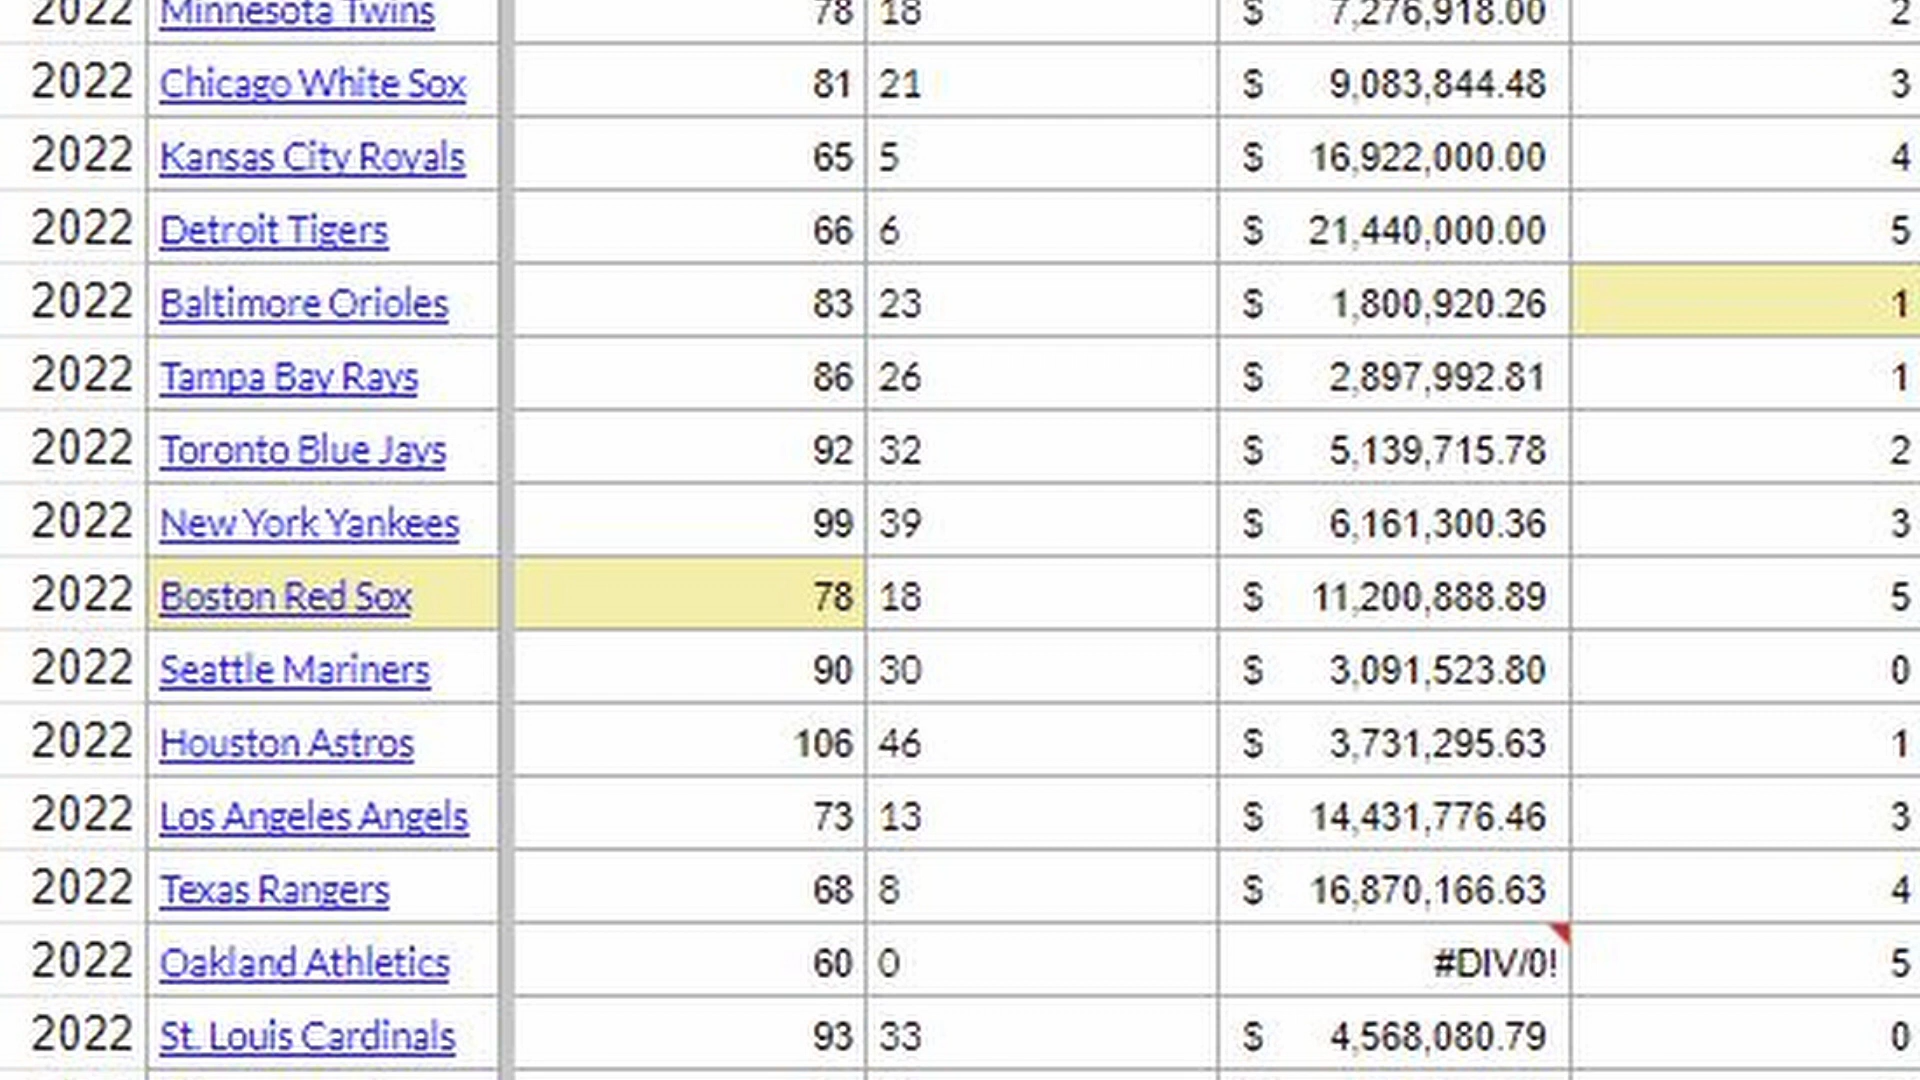 2022 Minnesota Twins 78 18 $ 7,276,918.00 2
2022 Chicago White Sox 81 21 $ 9,083,844.48 3
2022 Kansas City Royals 65 5 $ 16,922,000.00 4
2022 Detroit Tigers 66 6 $ 21,440,000.00 5
2022 Baltimore Orioles 83 23 $ 1,800,920.26 1
2022 Tampa Bay Rays 86 26 $ 2,897,992.81 1
2022 Toronto Blue Jays 92 32 $ 5,139,715.78 2
2022 New York Yankees 99 39 $ 6,161,300.36 3
2022 Boston Red Sox 78 18 $ 11,200,888.89 5
2022 Seattle Mariners 90 30 $ 3,091,523.80 0
2022 Houston Astros 106 46 $ 3,731,295.63 1
2022 Los Angeles Angels 73 13 $ 14,431,776.46 3
2022 Texas Rangers 68 8 $ 16,870,166.63 4
2022 Oakland Athletics 60 0 #DIV/0! 5
2022 St. Louis Cardinals 93 33 $ 4,568,080.79 0